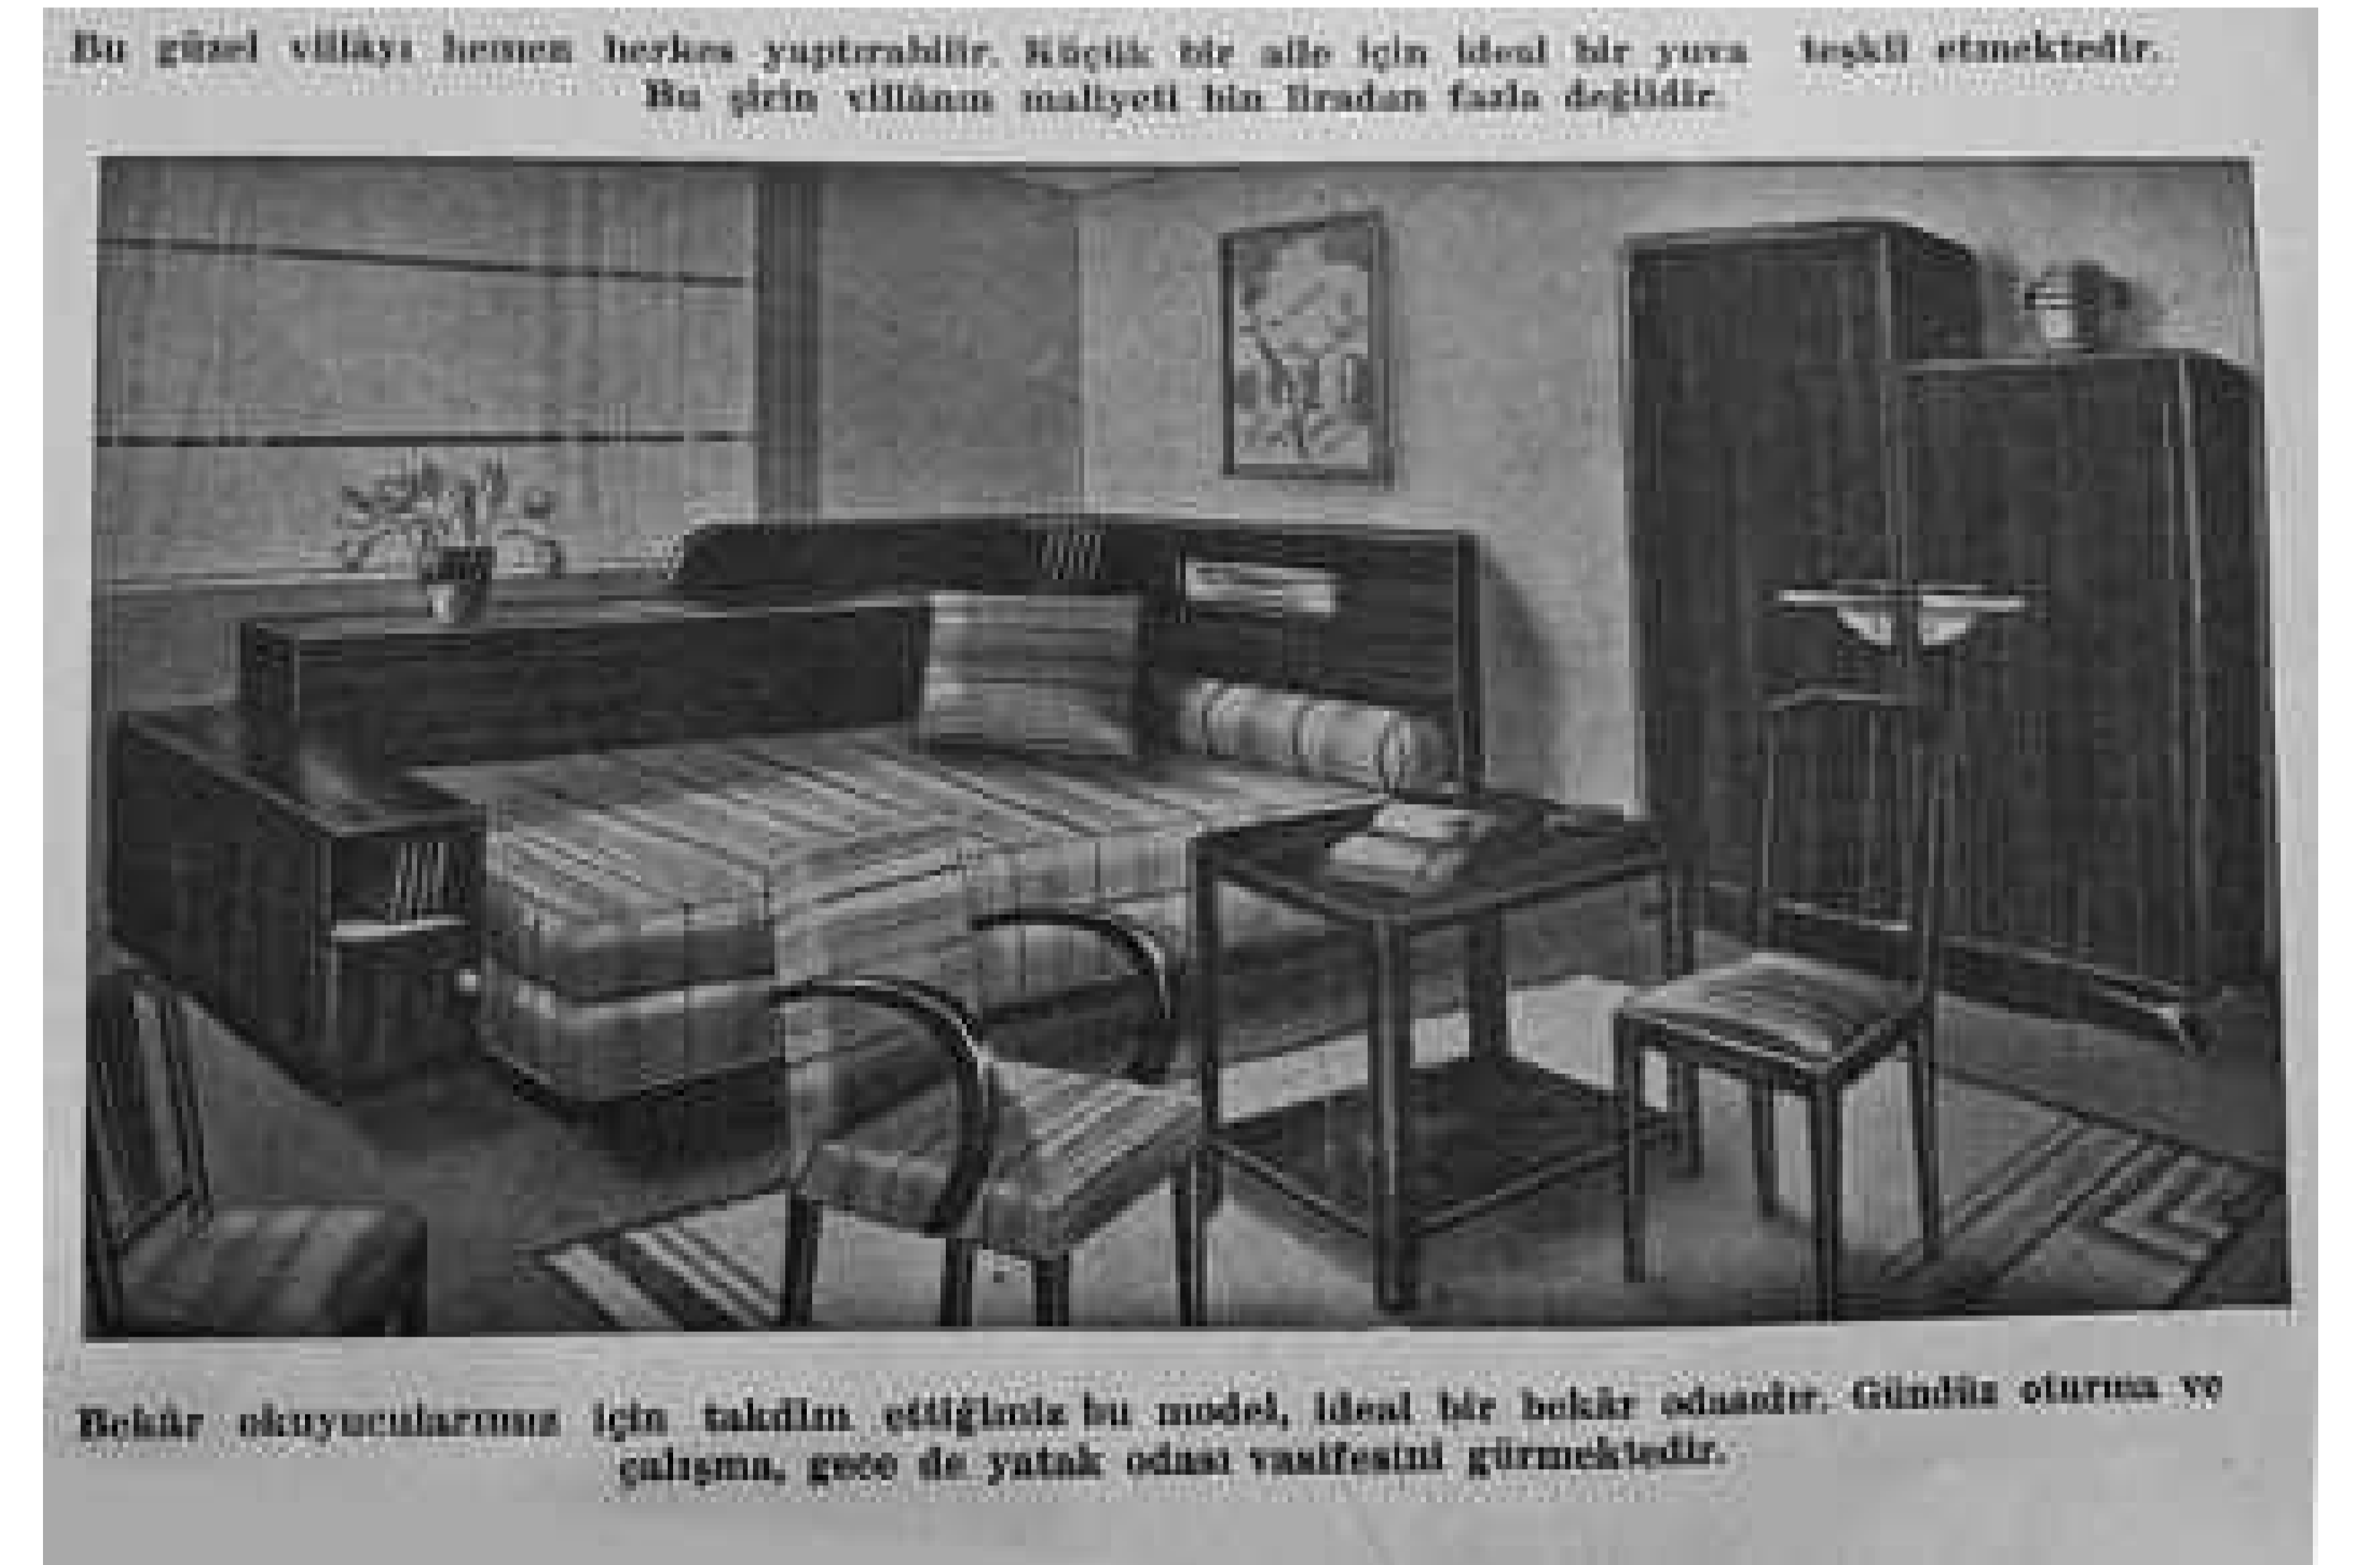 Bu güzel villâyı hemen herkes yaptırabilir. Küçük bir aile için ideal bir yuva teşkil etmektedir.
Bu şirin villânın maliyeti bin liradan fazla değildir.
Bekâr okuyucularımız için takdim ettiğimiz bu model, ideal bir bekâr odasıdır. Gündüz oturma ve
çalışma, gece de yatak odası vazifesini görmektedir.